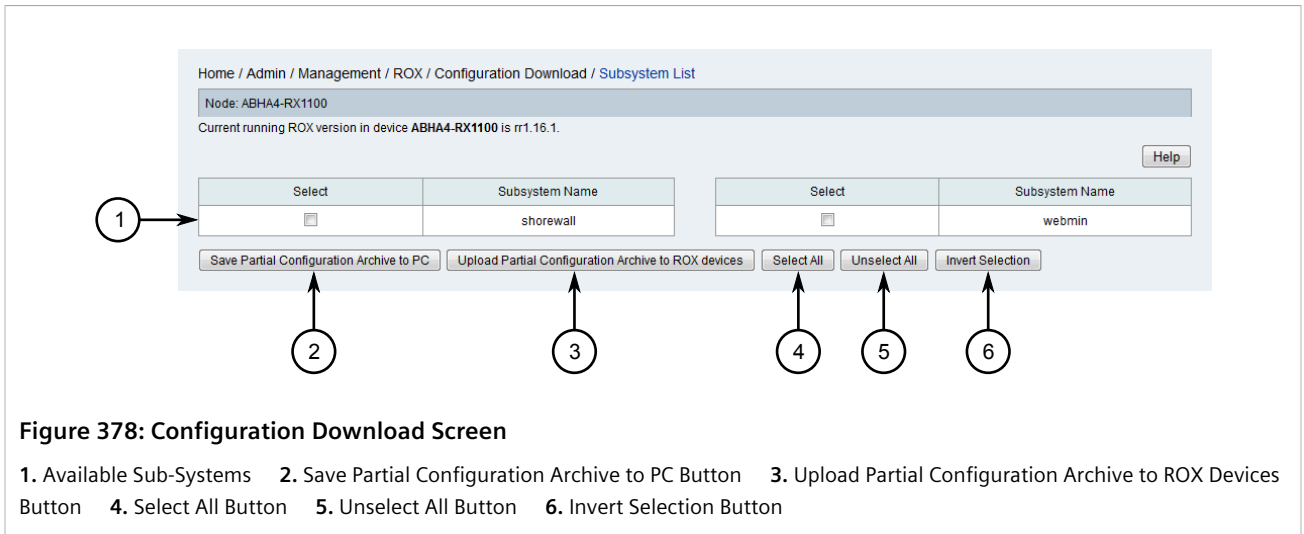 Home / Admin / Management / ROX / Configuration Download / Subsystem List
Node: ABHA4-RX1100
Current running ROX version in device ABHA4-RX1100 is rr1.16.1.
Help
Select Subsystem Name Select Subsystem Name
1 shorewall webmin
Save Partial Configuration Archive to PC Upload Partial Configuration Archive to ROX devices Select All Unselect All Invert Selection
2 3 4 5 6
Figure 378: Configuration Download Screen
1. Available Sub-Systems 2. Save Partial Configuration Archive to PC Button 3. Upload Partial Configuration Archive to ROX Devices
Button 4. Select All Button 5. Unselect All Button 6. Invert Selection Button